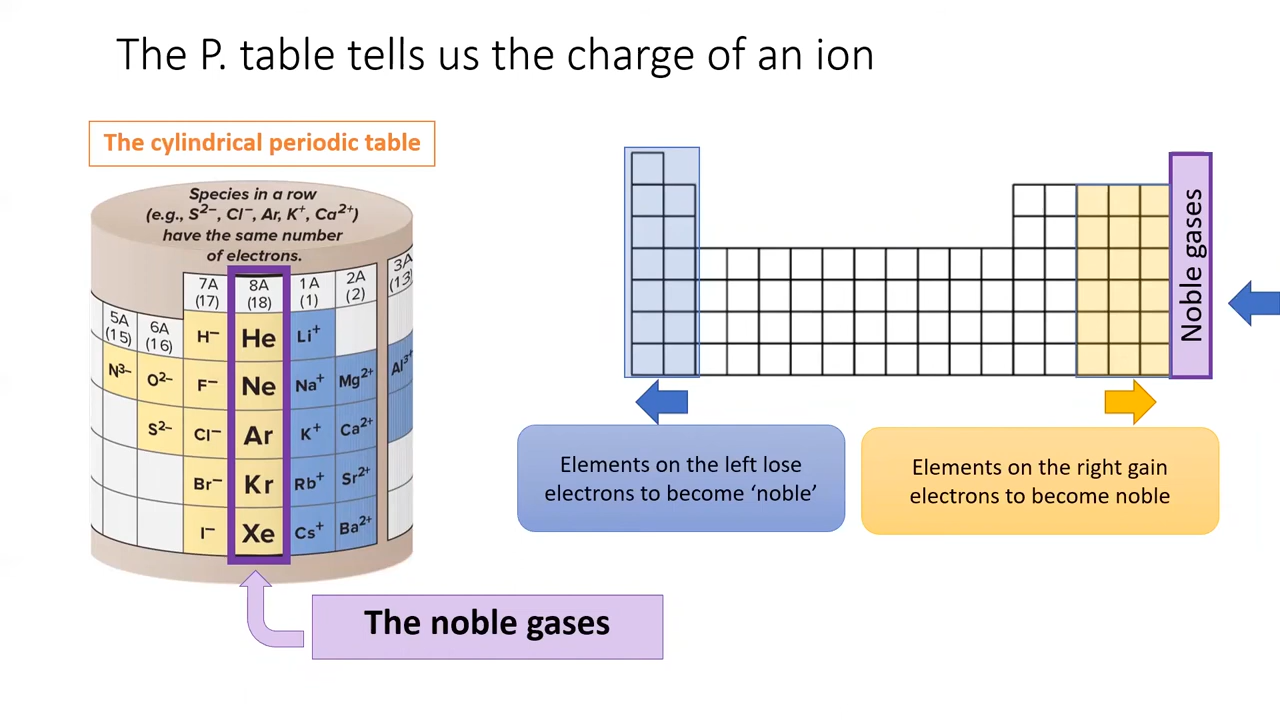 The P. table tells us the charge of an ion
The cylindrical periodic table
Species in a row
(e.g., S²⁻, Cl⁻, Ar, K⁺, Ca²⁺)
have the same number
of electrons.
5A
(15)
6A
(16)
7A
(17)
8A
(18)
1A
(1)
2A
(2)
3A
(13
H⁻ He Li⁺
N³⁻ O²⁻ F⁻ Ne Na⁺ Mg²⁺ Al³⁺
S²⁻ Cl⁻ Ar K⁺ Ca²⁺
Br⁻ Kr Rb⁺ Sr²⁺
I⁻ Xe Cs⁺ Ba²⁺
The noble gases
Noble gases
Elements on the left lose
electrons to become ‘noble’
Elements on the right gain
electrons to become noble